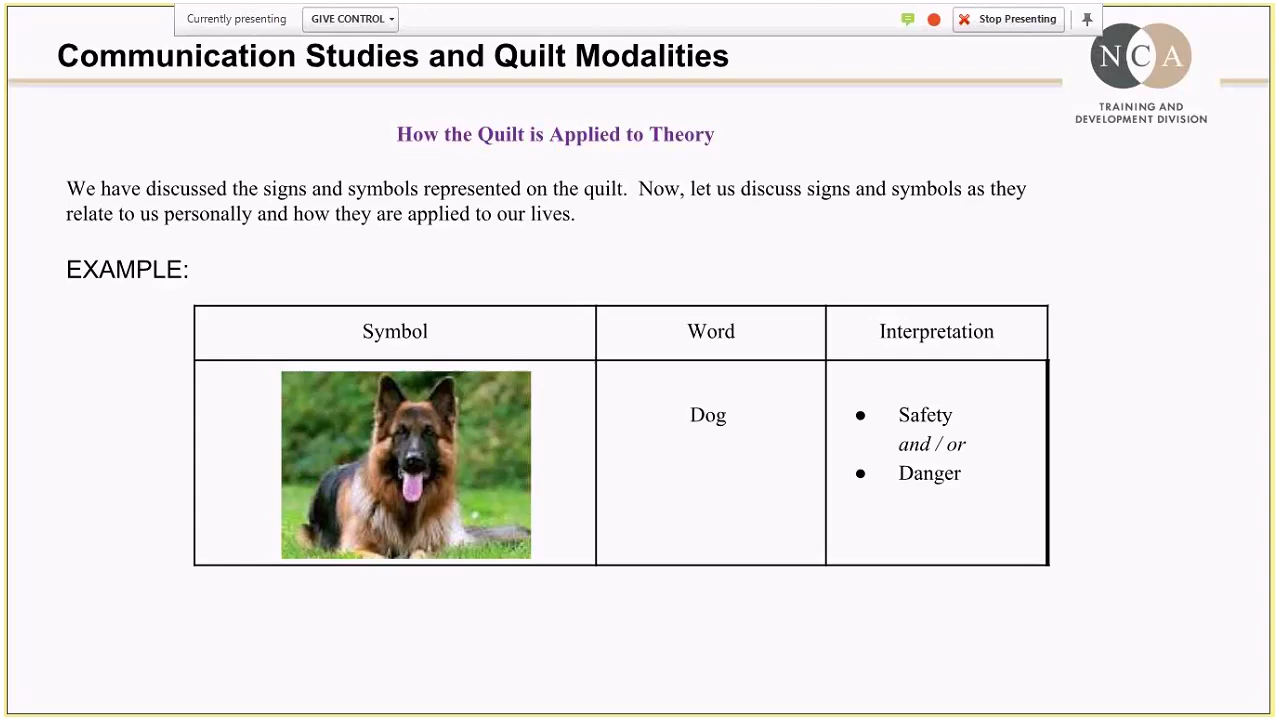 Currently presenting
GIVE CONTROL
Stop Presenting
Communication Studies and Quilt Modalities
NCA
TRAINING AND
DEVELOPMENT DIVISION
How the Quilt is Applied to Theory
We have discussed the signs and symbols represented on the quilt.  Now, let us discuss signs and symbols as they
relate to us personally and how they are applied to our lives.
EXAMPLE:
Symbol
Word
Interpretation
Dog
● Safety
and / or
● Danger